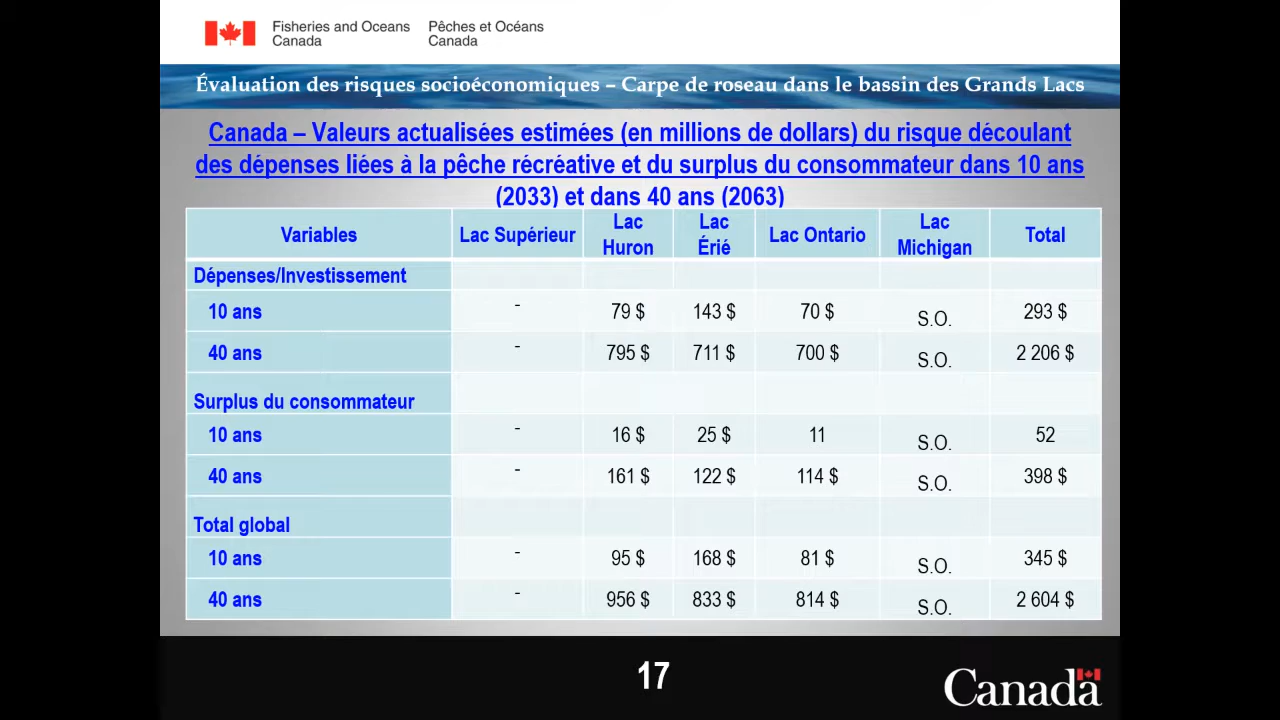 Fisheries and Oceans Pêches et Océans
Canada Canada
Évaluation des risques socioéconomiques – Carpe de roseau dans le bassin des Grands Lacs
Canada – Valeurs actualisées estimées (en millions de dollars) du risque découlant
des dépenses liées à la pêche récréative et du surplus du consommateur dans 10 ans
(2033) et dans 40 ans (2063)
Variables Lac Supérieur Lac Huron Lac Érié Lac Ontario Lac Michigan Total
Dépenses/Investissement
10 ans - 79 $ 143 $ 70 $ S.O. 293 $
40 ans - 795 $ 711 $ 700 $ S.O. 2 206 $
Surplus du consommateur
10 ans - 16 $ 25 $ 11 S.O. 52
40 ans - 161 $ 122 $ 114 $ S.O. 398 $
Total global
10 ans - 95 $ 168 $ 81 $ S.O. 345 $
40 ans - 956 $ 833 $ 814 $ S.O. 2 604 $
17
Canada